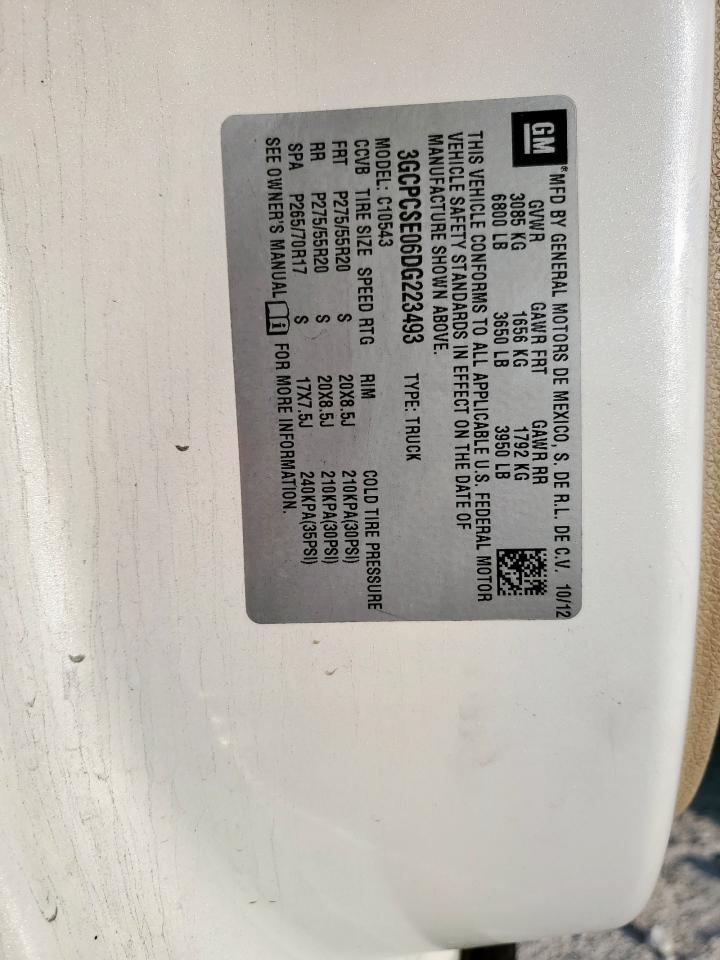 GM
*MFD BY GENERAL MOTORS DE MEXICO, S. DE R.L. DE C.V. 10/12
GVWR GAWR FRT GAWR RR
3085 KG 1656 KG 1792 KG
6800 LB 3650 LB 3950 LB
THIS VEHICLE CONFORMS TO ALL APPLICABLE U.S. FEDERAL MOTOR
VEHICLE SAFETY STANDARDS IN EFFECT ON THE DATE OF
MANUFACTURE SHOWN ABOVE.
3GCPCSE06DG223493 TYPE: TRUCK
MODEL: C10543
CCVB TIRE SIZE SPEED RTG RIM COLD TIRE PRESSURE
FRT P275/55R20 S 20X8.5J 210KPA(30PSI)
RR P275/55R20 S 20X8.5J 210KPA(30PSI)
SPA P265/70R17 S 17X7.5J 240KPA(35PSI)
SEE OWNER'S MANUAL FOR MORE INFORMATION.